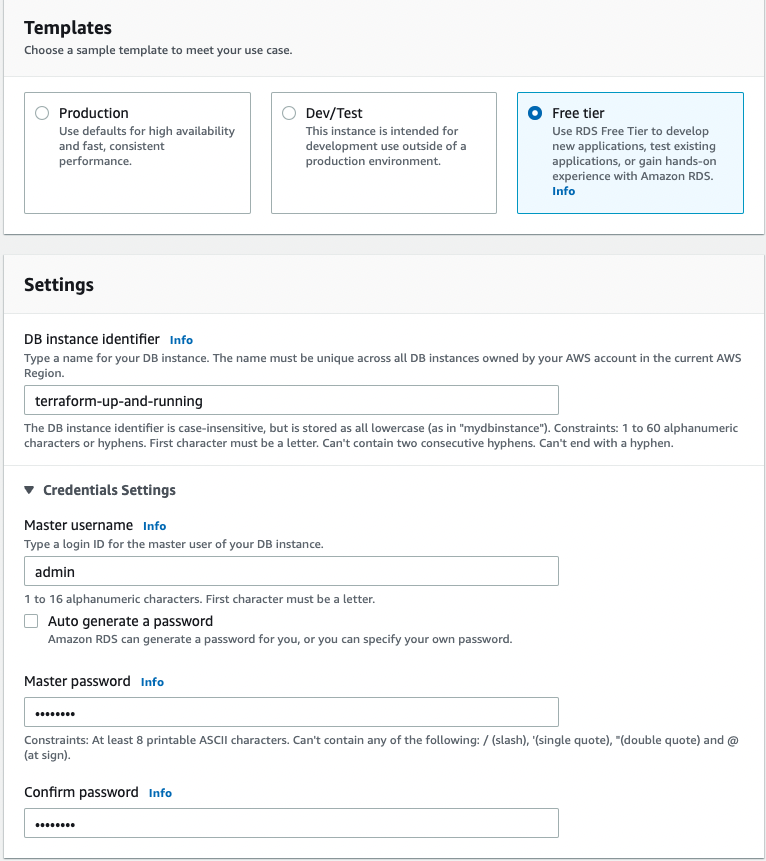 Templates
Choose a sample template to meet your use case.
Production
Use defaults for high availability
and fast, consistent
performance.
Dev/Test
This instance is intended for
development use outside of a
production environment.
Free tier
Use RDS Free Tier to develop
new applications, test existing
applications, or gain hands-on
experience with Amazon RDS.
Info
Settings
DB instance identifier Info
Type a name for your DB instance. The name must be unique across all DB instances owned by your AWS account in the current AWS
Region.
terraform-up-and-running
The DB instance identifier is case-insensitive, but is stored as all lowercase (as in "mydbinstance"). Constraints: 1 to 60 alphanumeric
characters or hyphens. First character must be a letter. Can't contain two consecutive hyphens. Can't end with a hyphen.
Credentials Settings
Master username Info
Type a login ID for the master user of your DB instance.
admin
1 to 16 alphanumeric characters. First character must be a letter.
Auto generate a password
Amazon RDS can generate a password for you, or you can specify your own password.
Master password Info
••••••••
Constraints: At least 8 printable ASCII characters. Can't contain any of the following: / (slash), '(single quote), "(double quote) and @
(at sign).
Confirm password Info
••••••••